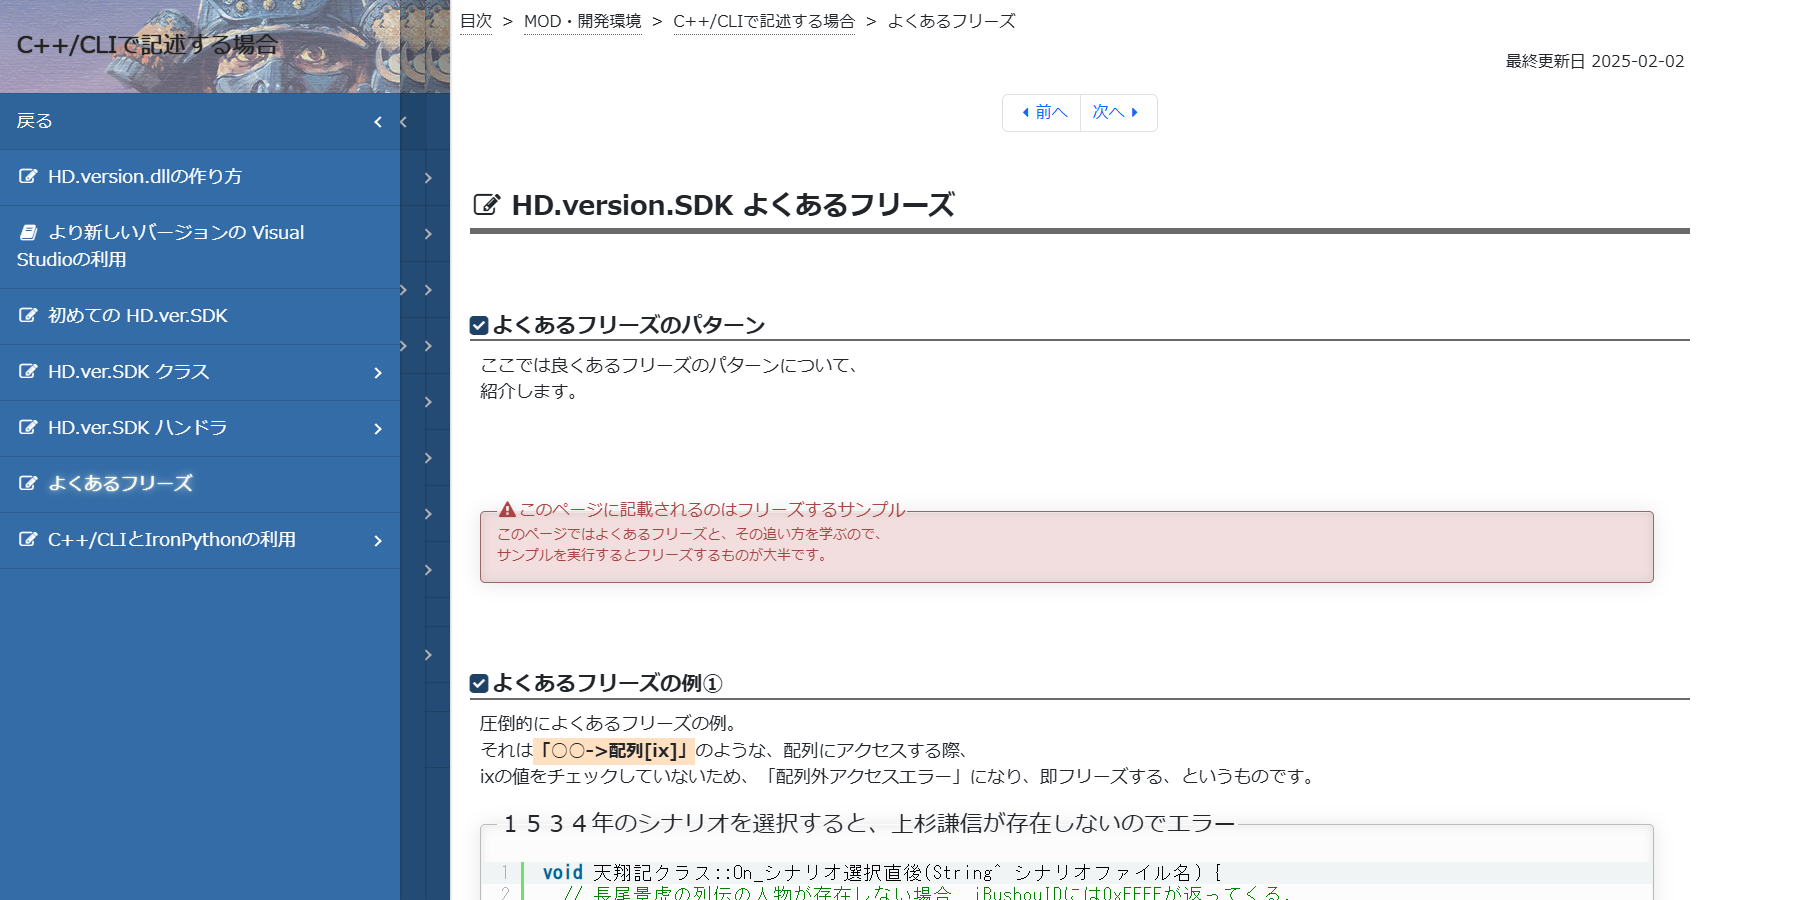 C++/CLIで記述する場合
戻る
HD.version.dllの作り方
より新しいバージョンの Visual
Studioの利用
初めての HD.ver.SDK
HD.ver.SDK クラス
HD.ver.SDK ハンドラ
よくあるフリーズ
C++/CLIとIronPythonの利用
目次 > MOD・開発環境 > C++/CLIで記述する場合 > よくあるフリーズ
最終更新日 2025-02-02
前へ 次へ
HD.version.SDK よくあるフリーズ
よくあるフリーズのパターン
ここでは良くあるフリーズのパターンについて、
紹介します。
このページに記載されるのはフリーズするサンプル
このページではよくあるフリーズと、その追い方を学ぶので、
サンプルを実行するとフリーズするものが大半です。
よくあるフリーズの例①
圧倒的によくあるフリーズの例。
それは「○○->配列[ix]」のような、配列にアクセスする際、
ixの値をチェックしていないため、「配列外アクセスエラー」になり、即フリーズする、というものです。
１５３４年のシナリオを選択すると、上杉謙信が存在しないのでエラー
1 void 天翔記クラス::On_シナリオ選択直後(String^ シナリオファイル名) {
2 // 長尾景虎の列伝の人物が存在しない場合、iBushouIDには0xFFFFが返ってくる。